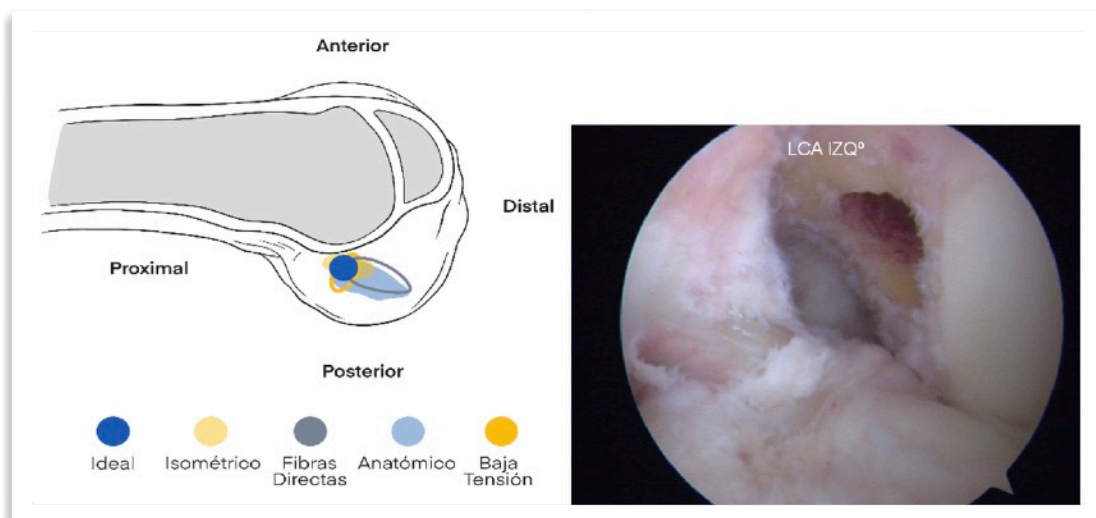 Anterior
LCA IZQº
Distal
Proximal
Posterior
Ideal
Isométrico
Fibras
Directas
Anatómico
Baja
Tensión